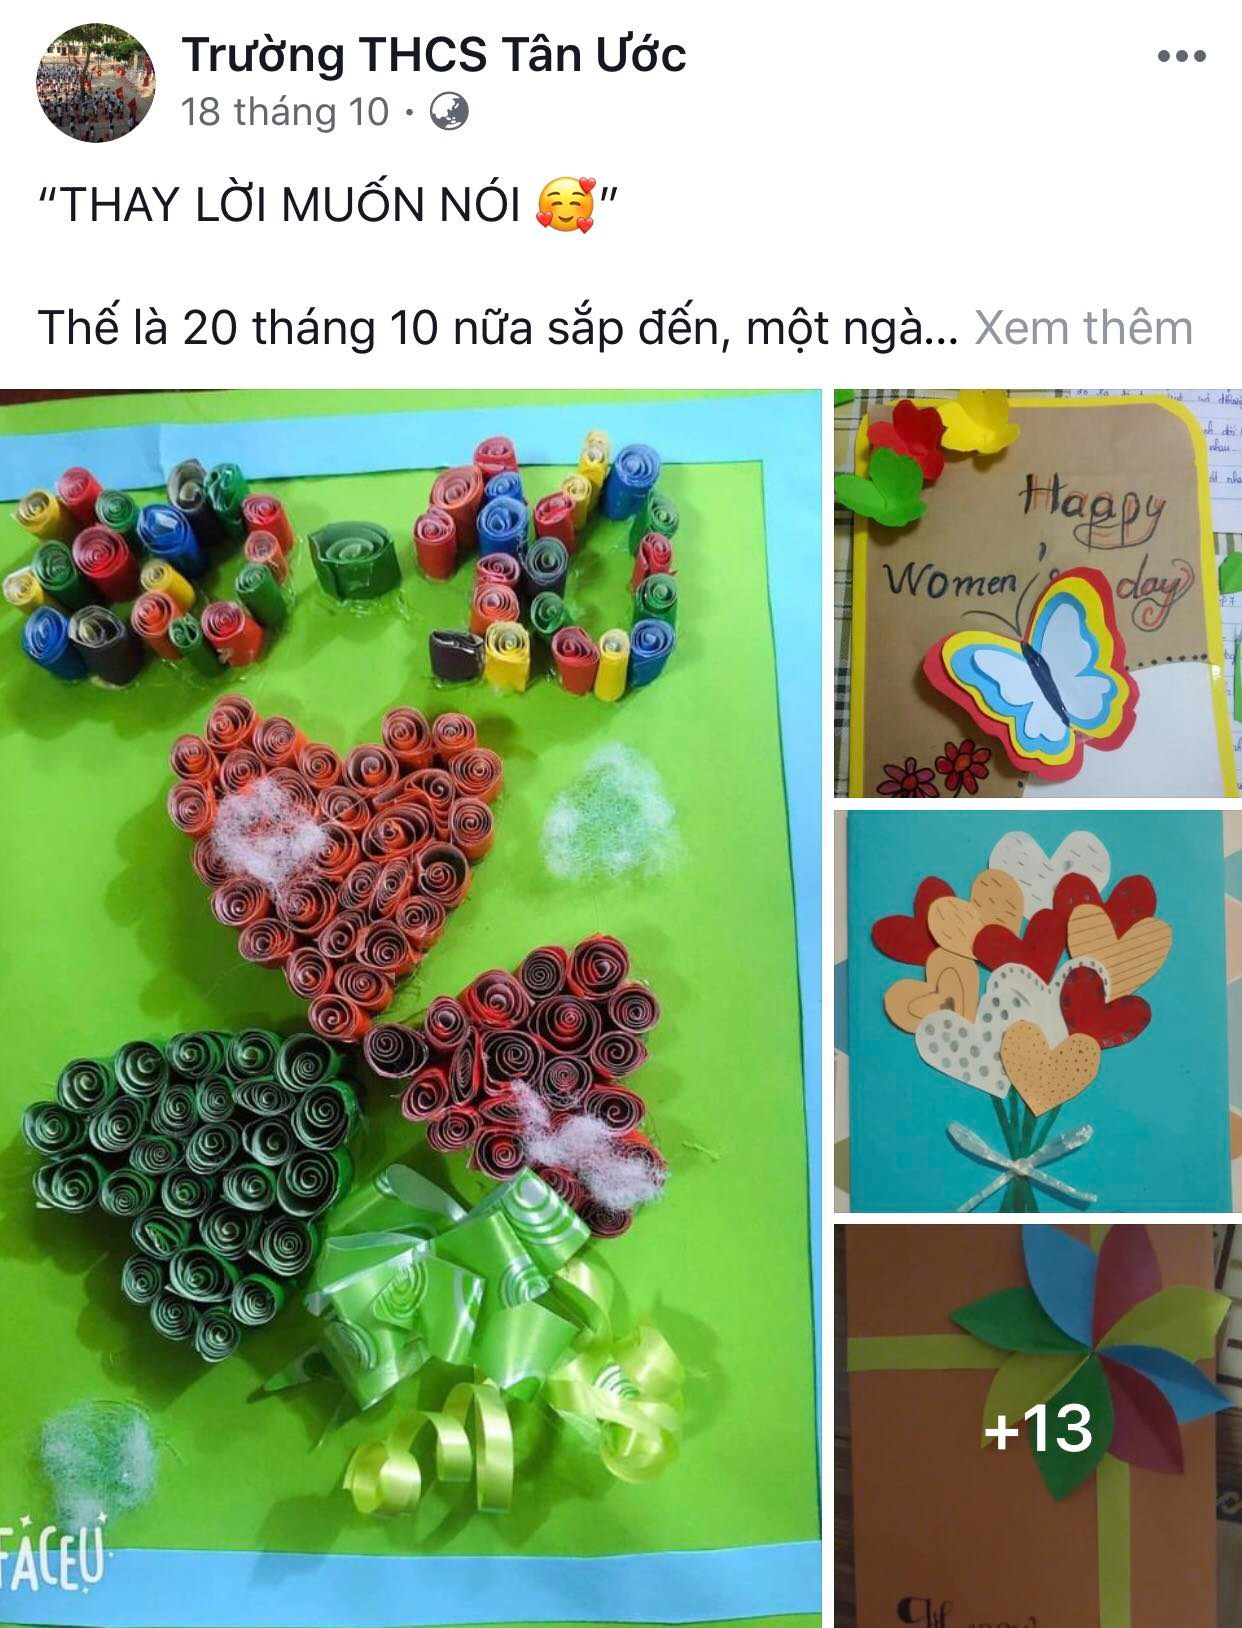 Trường THCS Tân Ước
18 tháng 10 ·
“THAY LỜI MUỐN NÓI 🥰”
Thế là 20 tháng 10 nữa sắp đến, một ngà... Xem thêm
20-10
Happy
Women's day
+13
FACEU